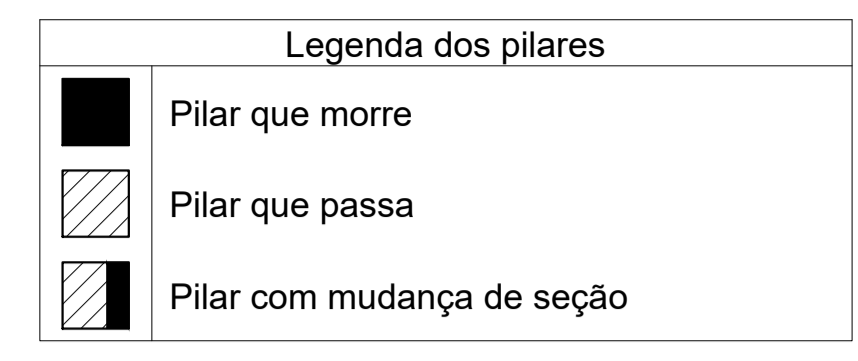 Legenda dos pilares
Pilar que morre
Pilar que passa
Pilar com mudança de seção